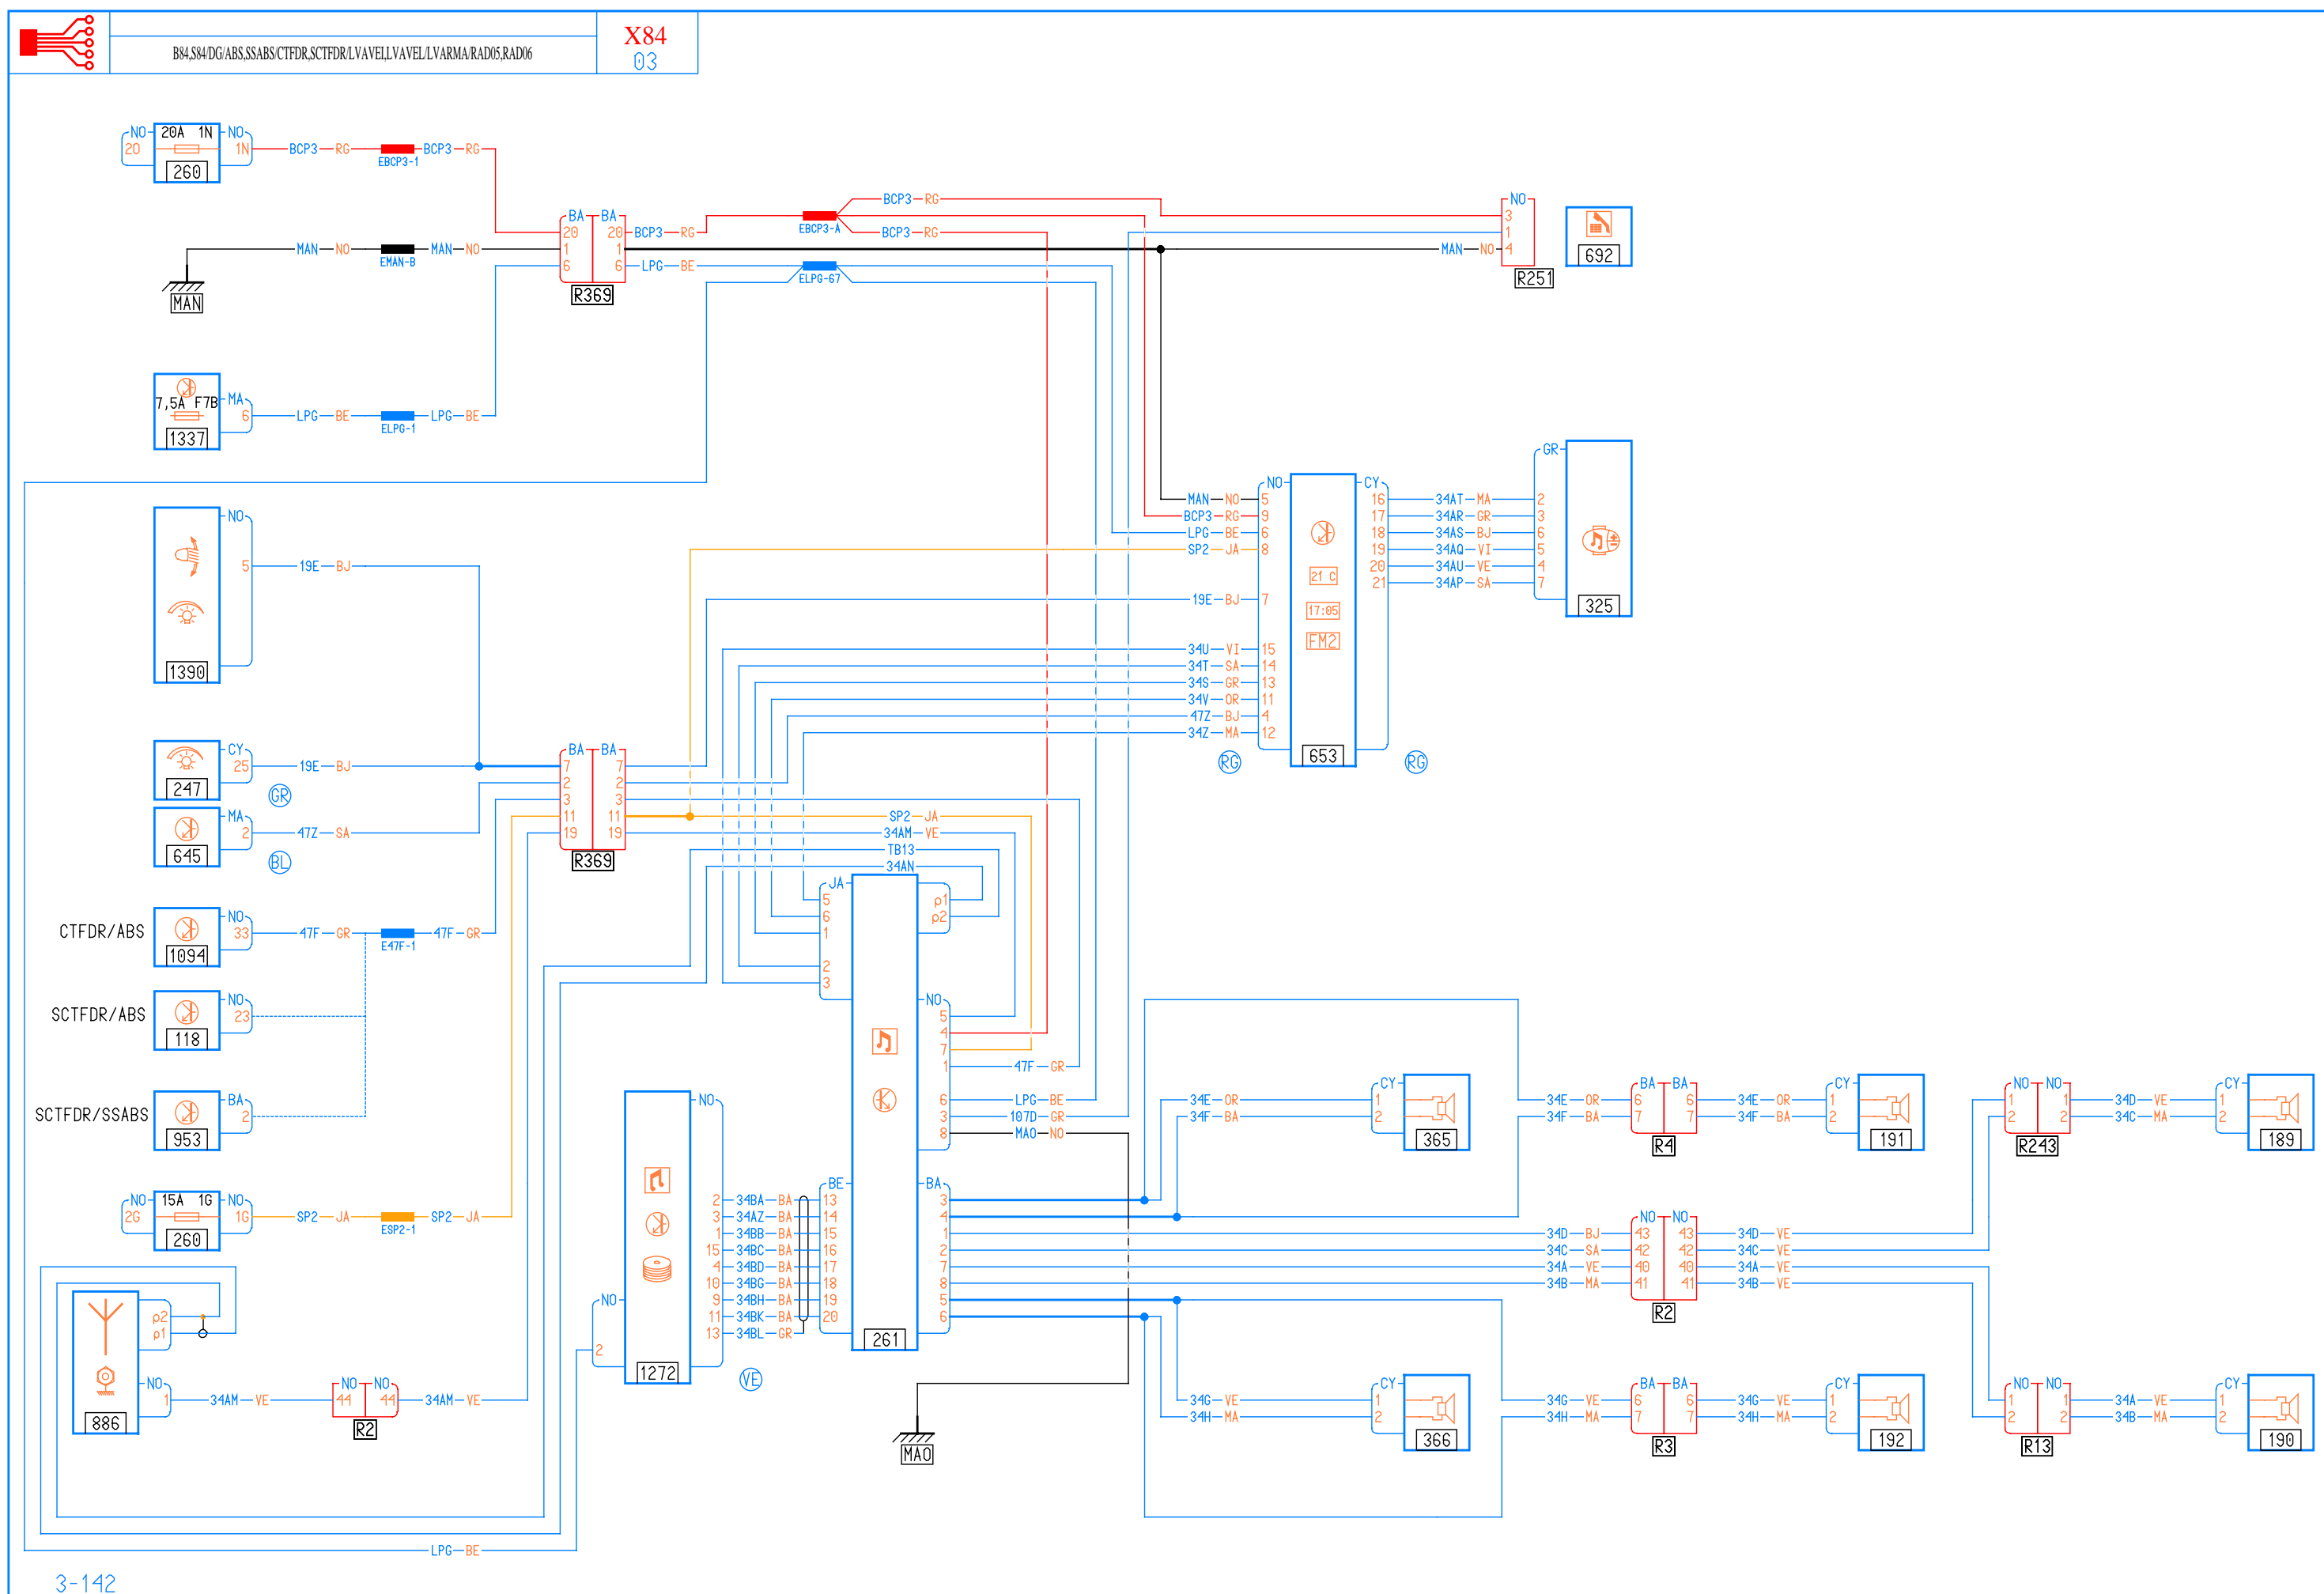 B84,S84/DG/ABS,SSABS/CTFDR,SCTFDR/LVAVEI,LVAVEL/LVARMA/RAD05,RAD06
X84
03
NO 20A 1N NO
20 1N BCP3 RG BCP3 RG
EBCP3-1
260
BCP3 RG
NO
3
BA BA
20 20 BCP3 RG
EBCP3-A
BCP3 RG
1
MAN NO MAN NO 1 1 MAN NO 4
EMAN-B
692
6 6 LPG BE
ELPG-67
R251
MAN
R369
7,5A F7B MA
6 LPG BE LPG BE
ELPG-1
1337
GR
NO CY
MAN NO 5 16 34AT MA 2
BCP3 RG 9 17 34AR GR 3
LPG BE 6 18 34AS BJ 6
SP2 JA 8 19 34AQ VI 5
20 34AU VE 4
21 34AP SA 7
21 C
325
NO
5 19E BJ
1390
19E BJ 7
17:05
FM2
34U VI 15
34T SA 14
34S GR 13
34V OR 11
47Z BJ 4
34Z MA 12
653
RG RG
CY
25 19E BJ
247
GR
BA BA
7 7
2 2
3 3
11 11 SP2 JA
19 19 34AM VE
R369
TB13
34AN
MA
2 47Z SA
645
BL
CTFDR/ABS
NO
33 47F GR 47F GR
E47F-1
1094
SCTFDR/ABS
NO
23
118
SCTFDR/SSABS
BA
2
953
JA
5 p1
6 p2
1
2
3
NO
5
4
7
1 47F GR
6 LPG BE
3 107D GR
8 MAO NO
NO 15A 1G NO
2G 1G SP2 JA SP2 JA
ESP2-1
260
NO
BE BA
2 34BA BA 13 3
3 34AZ BA 14 4
1 34BB BA 15 1
15 34BC BA 16 2
4 34BD BA 17 7
10 34BG BA 18 8
9 34BH BA 19 5
11 34BK BA 20 6
13 34BL GR
NO
2
1272
VE
261
MAO
CY
34E OR 1
34F BA 2
365
BA BA
34E OR 6 6 34E OR
34F BA 7 7 34F BA
R4
CY
1
2
191
NO NO
1 1 34D VE
2 2 34C MA
R243
CY
1
2
189
NO NO
34D BJ 43 43 34D VE
34C SA 42 42 34C VE
34A VE 40 40 34A VE
34B MA 41 41 34B VE
R2
CY
34G VE 1
34H MA 2
366
BA BA
34G VE 6 6 34G VE
34H MA 7 7 34H MA
R3
CY
1
2
192
NO NO
1 1 34A VE
2 2 34B MA
R13
CY
1
2
190
p2
p1
NO
1 34AM VE
886
NO NO
44 44 34AM VE
R2
LPG BE
3-142